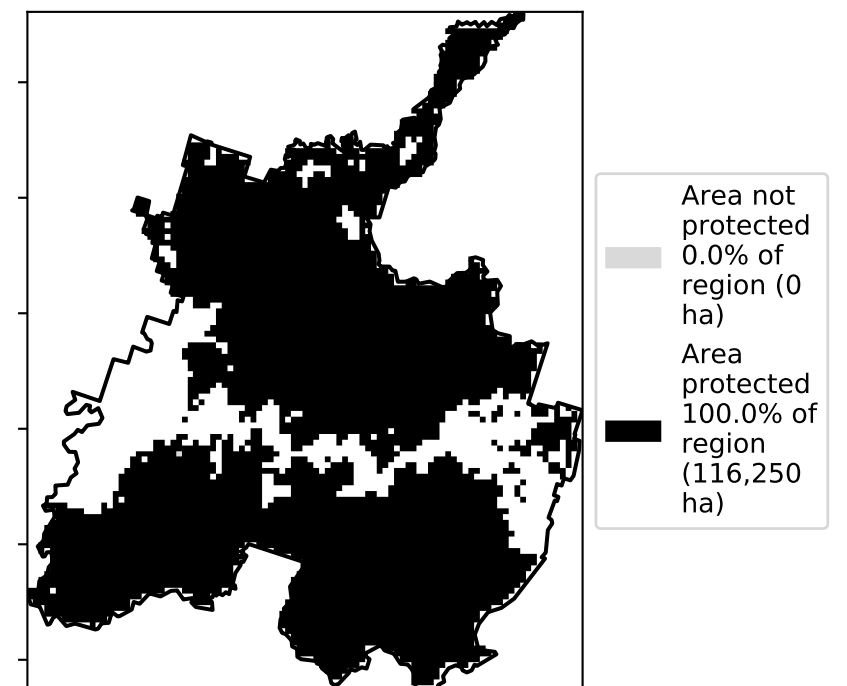 Area not
protected
0.0% of
region (0
ha)
Area
protected
100.0% of
region
(116,250
ha)